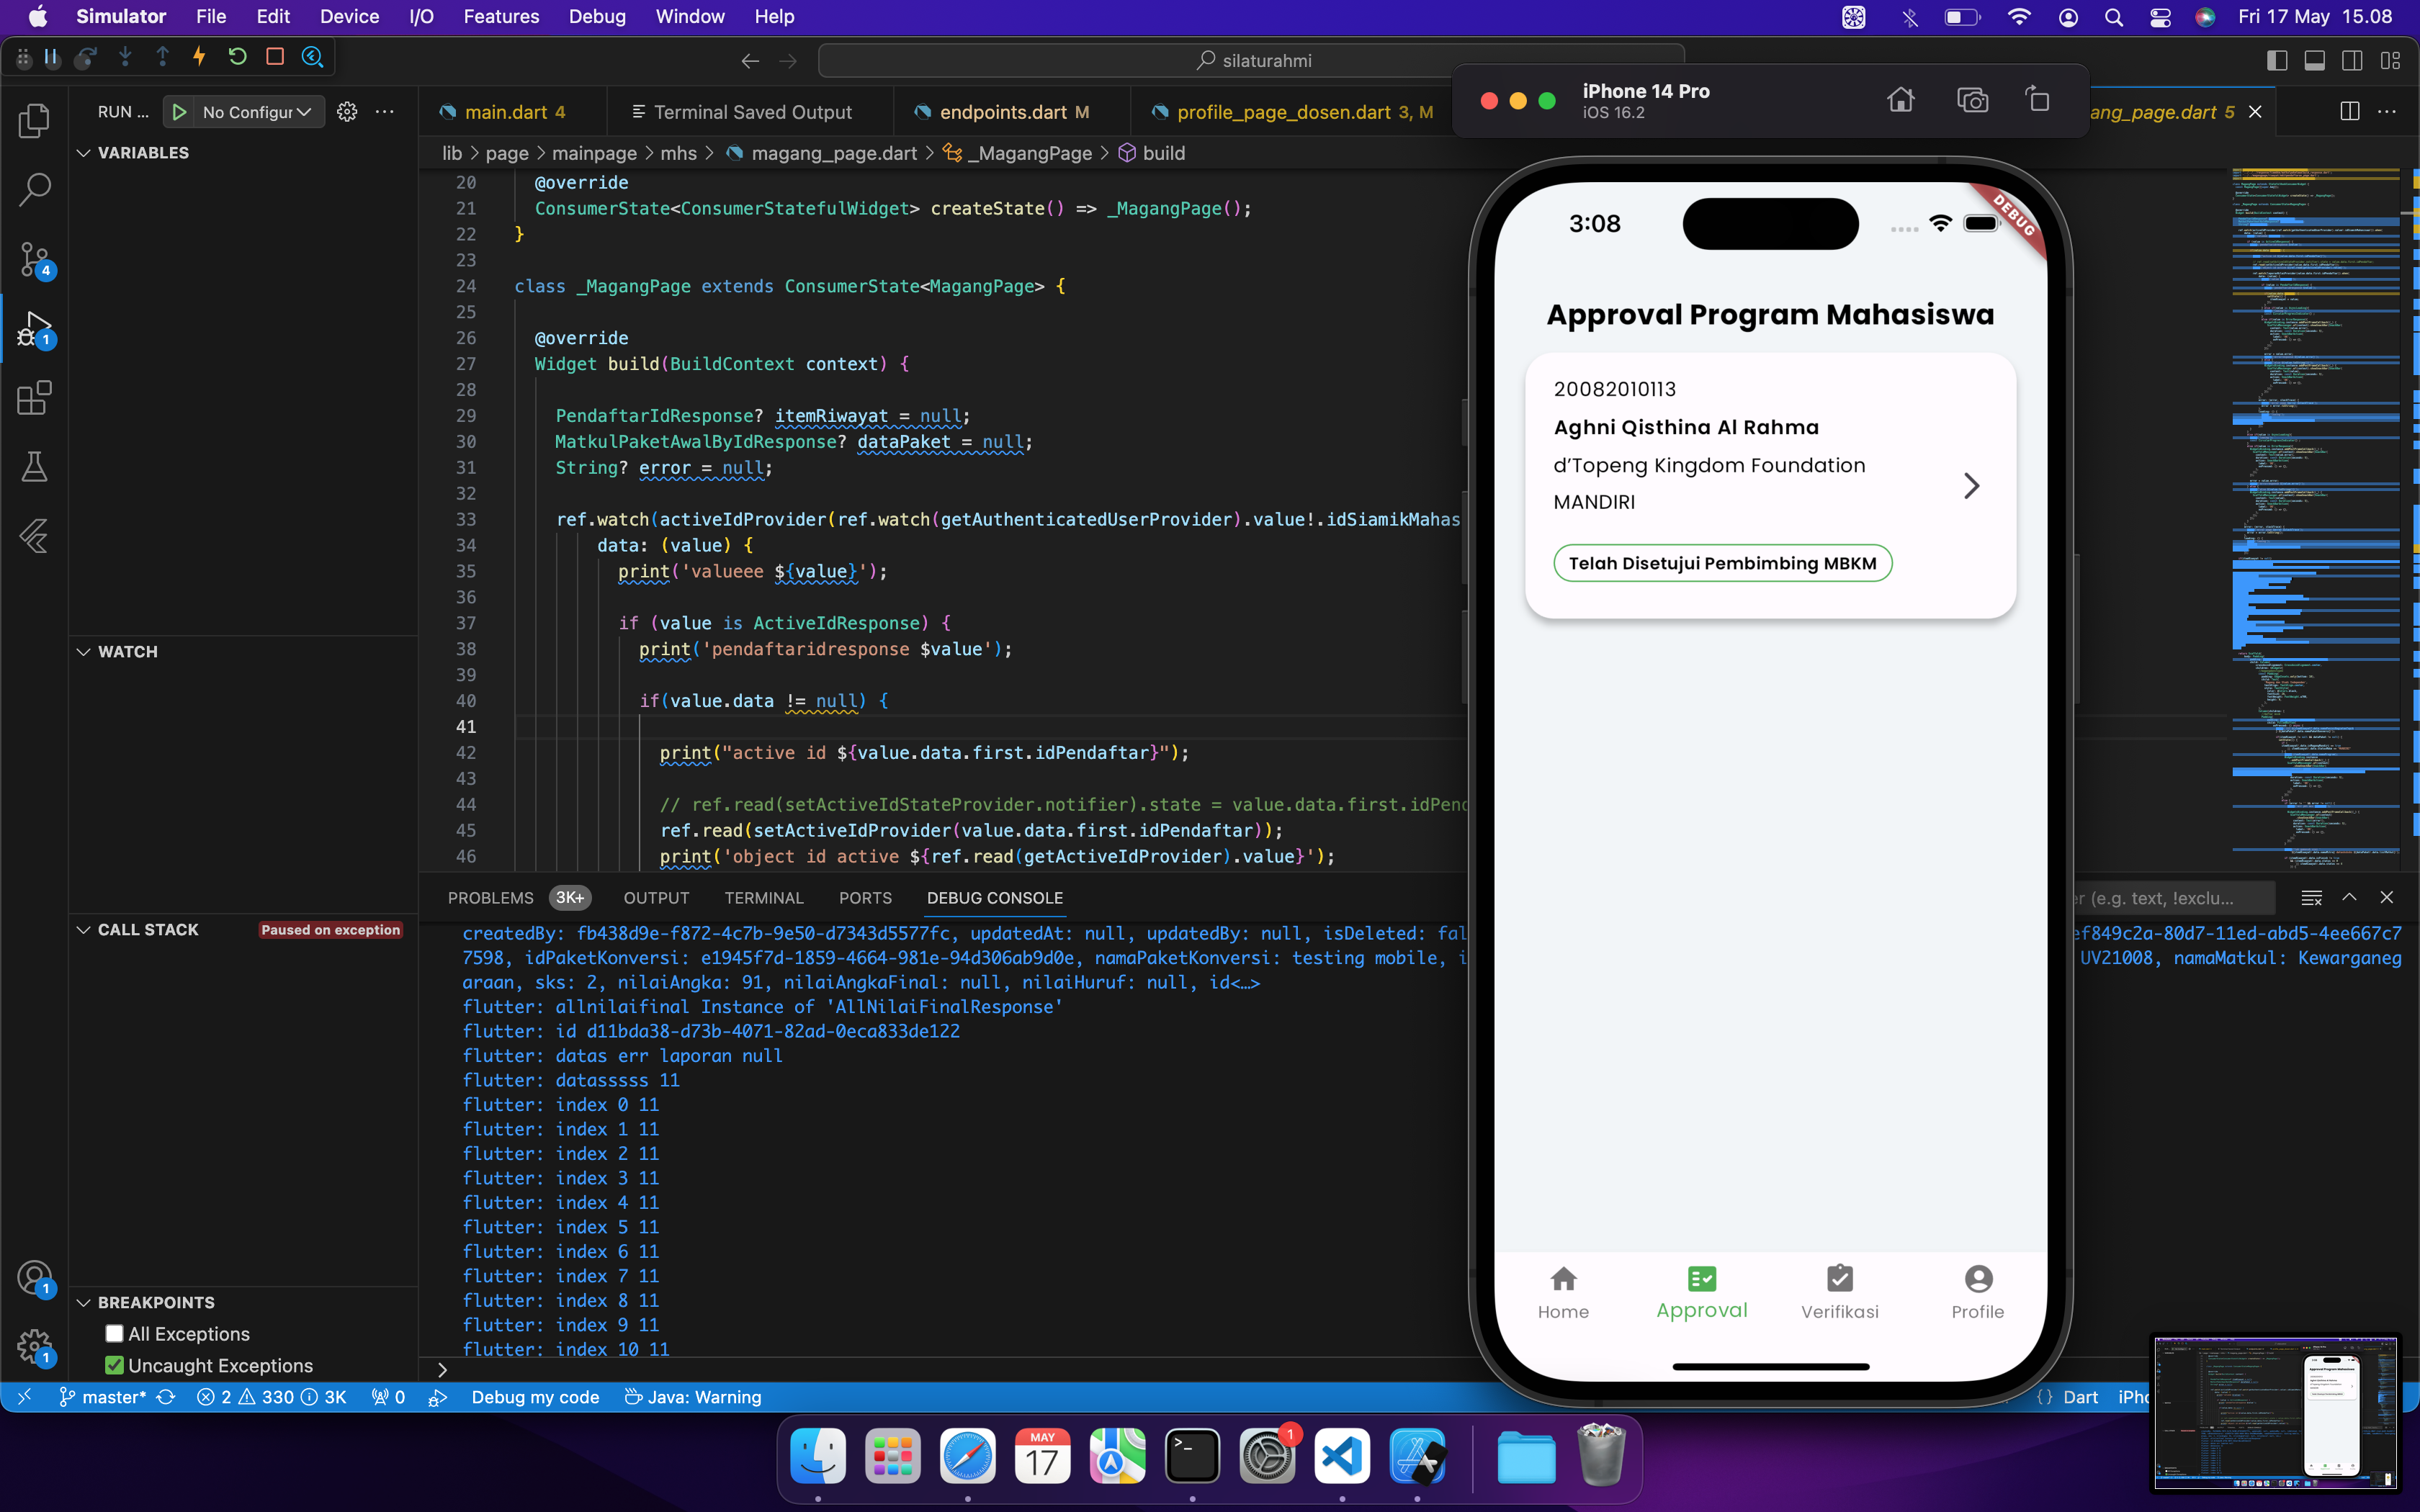 Simulator File Edit Device I/O Features Debug Window Help Fri 17 May 15.08
silaturahmi
RUN ... No Configur
main.dart 4 Terminal Saved Output endpoints.dart M profile_page_dosen.dart 3, M ang_page.dart 5
lib > page > mainpage > mhs > magang_page.dart > _MagangPage > build
VARIABLES
WATCH
CALL STACK Paused on exception
BREAKPOINTS
All Exceptions
Uncaught Exceptions
4
1
1
1
20 @override
21 ConsumerState<ConsumerStatefulWidget> createState() => _MagangPage();
22 }
23
24 class _MagangPage extends ConsumerState<MagangPage> {
25
26 @override
27 Widget build(BuildContext context) {
28
29 PendaftarIdResponse? itemRiwayat = null;
30 MatkulPaketAwalByIdResponse? dataPaket = null;
31 String? error = null;
32
33 ref.watch(activeIdProvider(ref.watch(getAuthenticatedUserProvider).value!.idSiamikMahas
34 data: (value) {
35 print('valueee ${value}');
36
37 if (value is ActiveIdResponse) {
38 print('pendaftaridresponse $value');
39
40 if(value.data != null) {
41
42 print("active id ${value.data.first.idPendaftar}");
43
44 // ref.read(setActiveIdStateProvider.notifier).state = value.data.first.idPend
45 ref.read(setActiveIdProvider(value.data.first.idPendaftar));
46 print('object id active ${ref.read(getActiveIdProvider).value}');
PROBLEMS 3K+ OUTPUT TERMINAL PORTS DEBUG CONSOLE er (e.g. text, !exclu...
createdBy: fb438d9e-f872-4c7b-9e50-d7343d5577fc, updatedAt: null, updatedBy: null, isDeleted: fal ef849c2a-80d7-11ed-abd5-4ee667c7
7598, idPaketKonversi: e1945f7d-1859-4664-981e-94d306ab9d0e, namaPaketKonversi: testing mobile, i UV21008, namaMatkul: Kewarganeg
araan, sks: 2, nilaiAngka: 91, nilaiAngkaFinal: null, nilaiHuruf: null, id<…>
flutter: allnilaifinal Instance of 'AllNilaiFinalResponse'
flutter: id d11bda38-d73b-4071-82ad-0eca833de122
flutter: datas err laporan null
flutter: datasssss 11
flutter: index 0 11
flutter: index 1 11
flutter: index 2 11
flutter: index 3 11
flutter: index 4 11
flutter: index 5 11
flutter: index 6 11
flutter: index 7 11
flutter: index 8 11
flutter: index 9 11
flutter: index 10 11
master* 2 330 3K 0 Debug my code Java: Warning {} Dart iPho
iPhone 14 Pro
iOS 16.2
3:08
DEBUG
Approval Program Mahasiswa
20082010113
Aghni Qisthina Al Rahma
d'Topeng Kingdom Foundation
MANDIRI
Telah Disetujui Pembimbing MBKM
Home Approval Verifikasi Profile
MAY
17
1